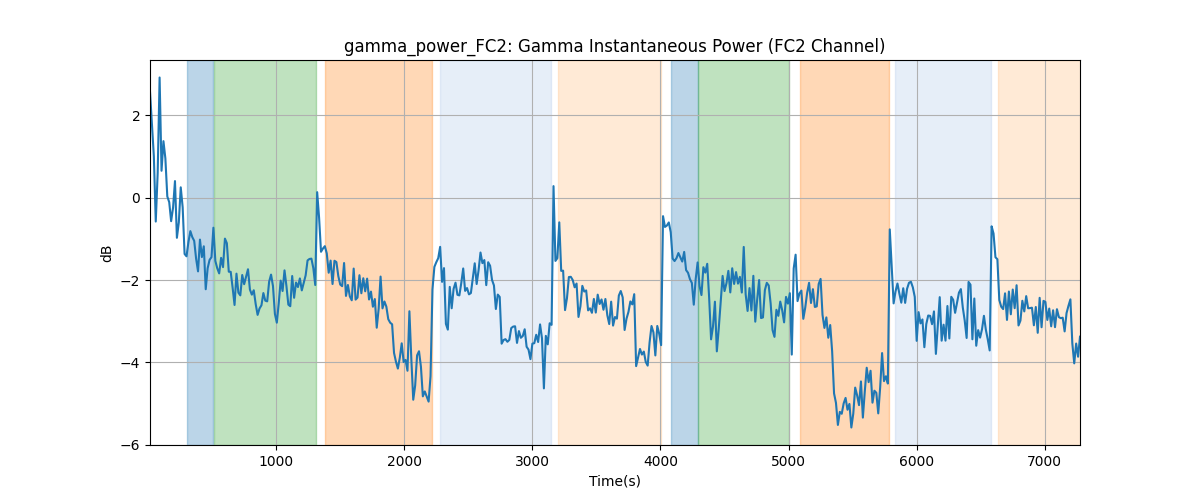 gamma_power_FC2: Gamma Instantaneous Power (FC2 Channel)
2
0
−2
−4
−6
dB
1000 2000 3000 4000 5000 6000 7000
Time(s)